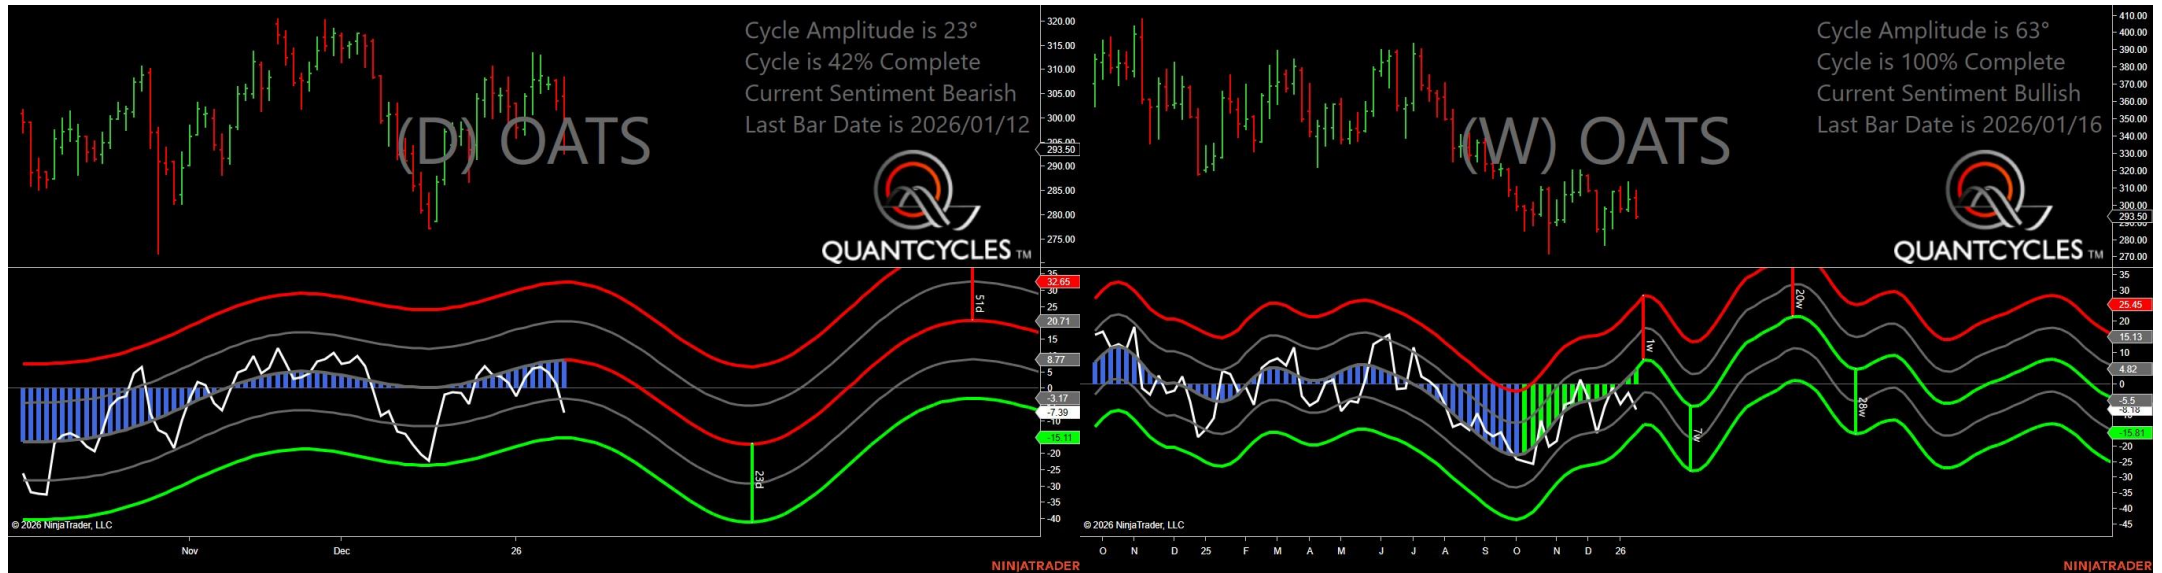 Cycle Amplitude is 23°
Cycle is 42% Complete
Current Sentiment Bearish
Last Bar Date is 2026/01/12
(D) OATS
QUANTCYCLES TM
320.00
315.00
310.00
305.00
300.00
295.00
293.50
290.00
285.00
280.00
275.00
35
32.65
30
25
20.71
15
10
8.77
5
0
-3.17
-7.39
-10
-15.11
-20
-25
-30
-35
-40
51d
23d
© 2026 NinjaTrader, LLC
Nov
Dec
26
NINJATRADER
Cycle Amplitude is 63°
Cycle is 100% Complete
Current Sentiment Bullish
Last Bar Date is 2026/01/16
(W) OATS
QUANTCYCLES TM
410.00
400.00
390.00
380.00
370.00
360.00
350.00
340.00
330.00
320.00
310.00
300.00
293.50
280.00
270.00
35
30
25.45
20
15.13
10
4.82
0
-5.5
-8.18
-15.81
-20
-25
-30
-35
-40
-45
1w
7w
20w
28w
© 2026 NinjaTrader, LLC
O
N
D
25
F
M
A
M
J
J
A
S
O
N
D
26
NINJATRADER